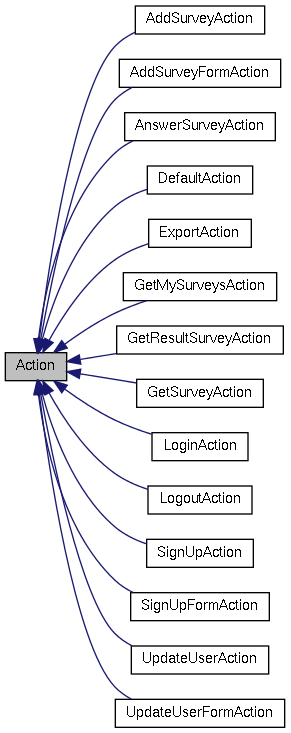 AddSurveyAction
AddSurveyFormAction
AnswerSurveyAction
DefaultAction
ExportAction
GetMySurveysAction
GetResultSurveyAction
Action
GetSurveyAction
LoginAction
LogoutAction
SignUpAction
SignUpFormAction
UpdateUserAction
UpdateUserFormAction